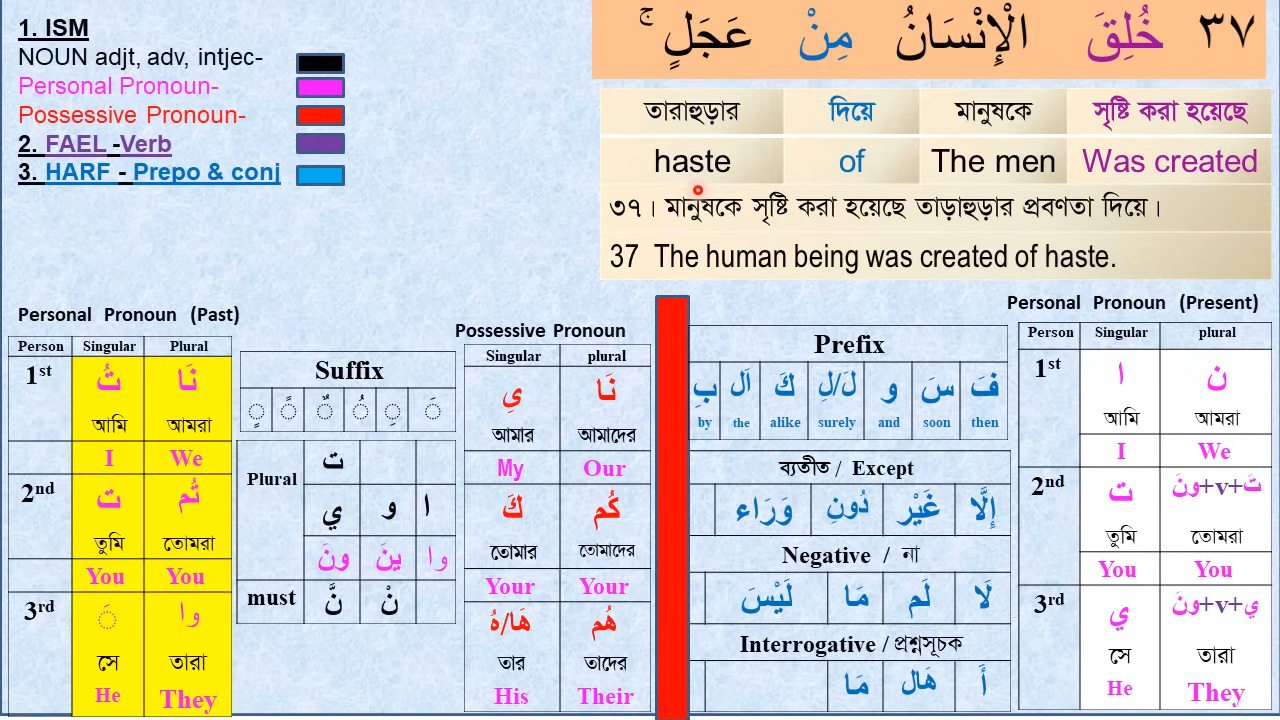 1. ISM
NOUN adjt, adv, intjec-
Personal Pronoun-
Possessive Pronoun-
2. FAEL -Verb
3. HARF - Prepo & conj
٣٧ خُلِقَ الْإِنْسَانُ مِنْ عَجَلٍ ۚ
তারাহুড়ার দিয়ে মানুষকে সৃষ্টি করা হয়েছে
haste of The men Was created
৩৭। মানুষকে সৃষ্টি করা হয়েছে তাড়াহুড়ার প্রবণতা দিয়ে।
37 The human being was created of haste.
Personal Pronoun (Past)
Person Singular Plural
1st تُ نَا
আমি আমরা
I We
2nd ت تُم
তুমি তোমরা
You You
3rd َ وا
সে তারা
He They
Suffix
ٍ ً ٌ ُ ِ َ
Plural ت
ي و ا
ونَ ينَ وا
must نَّ نْ
Possessive Pronoun
Singular plural
يِ نَا
আমার আমাদের
My Our
كَ كُم
তোমার তোমাদের
Your Your
هَا/هُ هُم
তার তাদের
His Their
Prefix
بِ اَل كَ لَ/لِ و سَ فَ
by the alike surely and soon then
ব্যতীত / Except
وَرَاء دُونِ غَيْر إِلَّا
Negative / না
لَيْسَ مَا لَم لَا
Interrogative / প্রশ্নসূচক
مَا هَال أَ
Personal Pronoun (Present)
Person Singular plural
1st ا ن
আমি আমরা
I We
2nd ت تَ+v+ونَ
তুমি তোমরা
You You
3rd ي ي+v+ونَ
সে তারা
He They